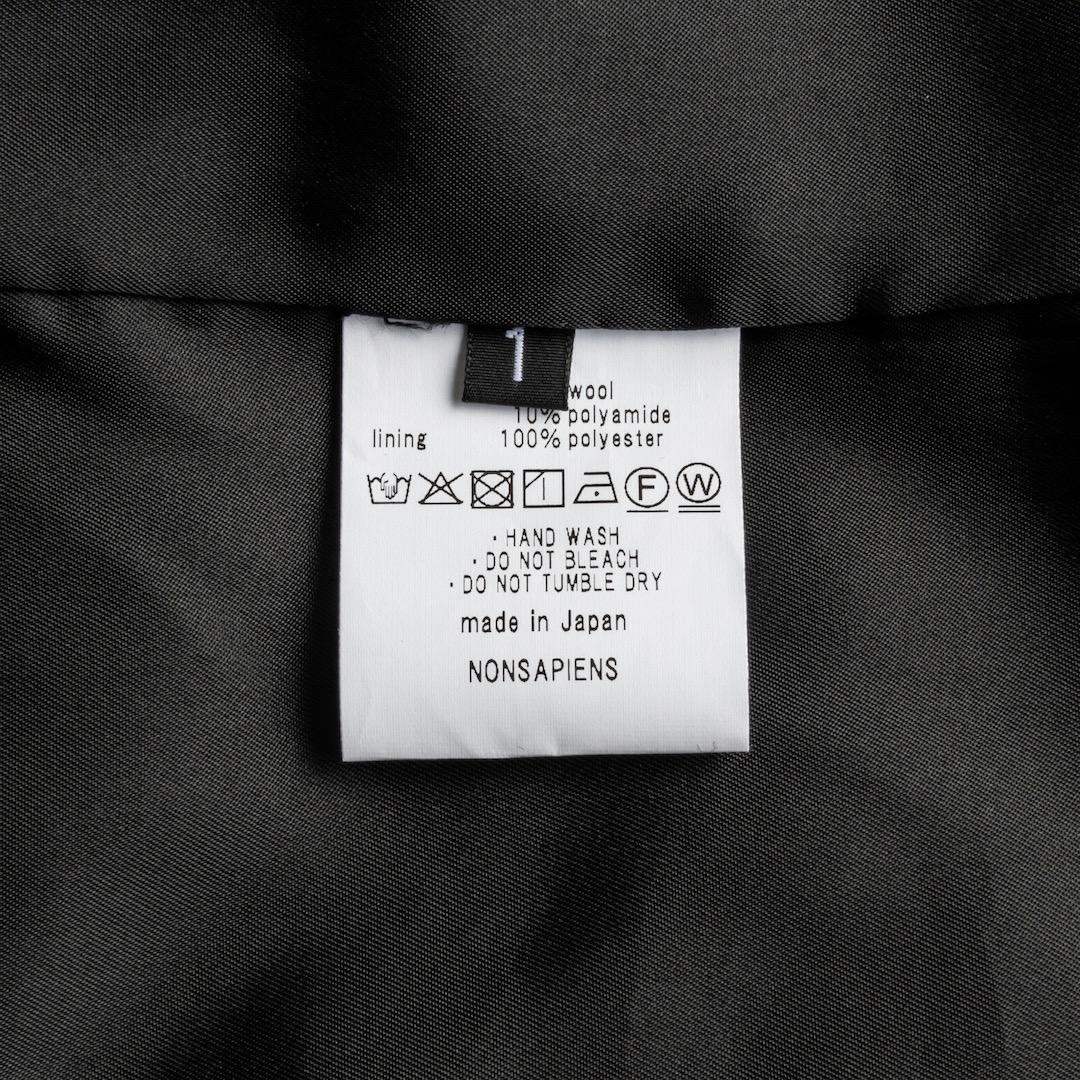 1
wool
10% polyamide
lining 100% polyester
F W
· HAND WASH
· DO NOT BLEACH
· DO NOT TUMBLE DRY
made in Japan
NONSAPIENS